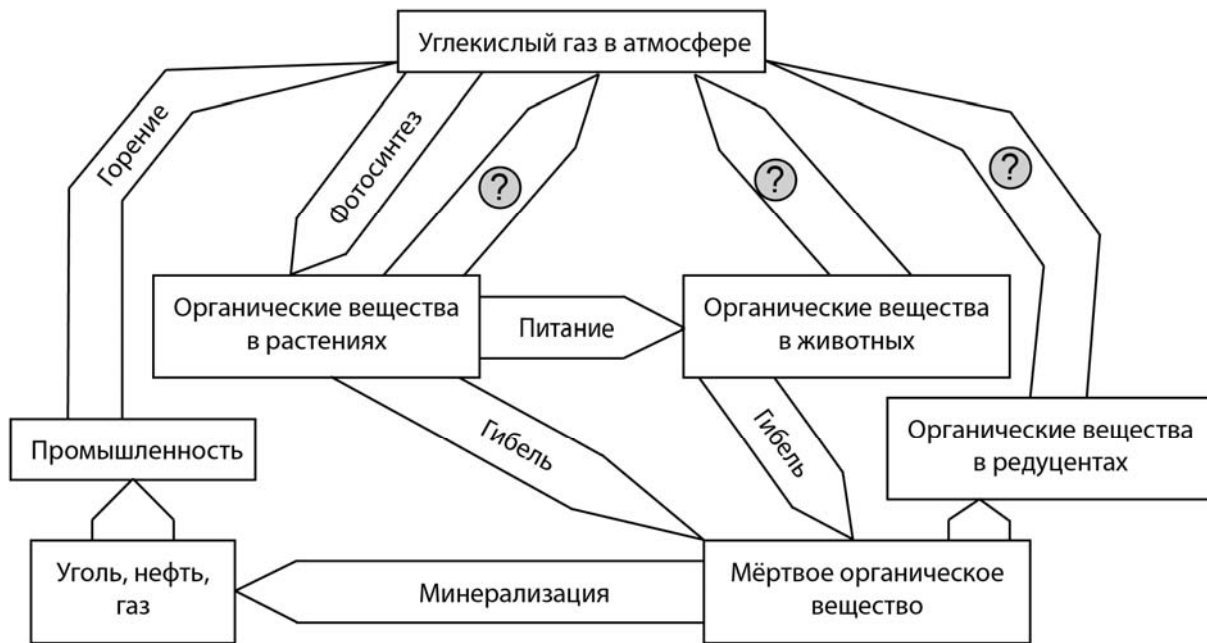 Углекислый газ в атмосфере
Горение
Фотосинтез
?
?
?
Органические вещества
в растениях
Питание
Органические вещества
в животных
Гибель
Гибель
Промышленность
Органические вещества
в редуцентах
Уголь, нефть,
газ
Минерализация
Мёртвое органическое
вещество